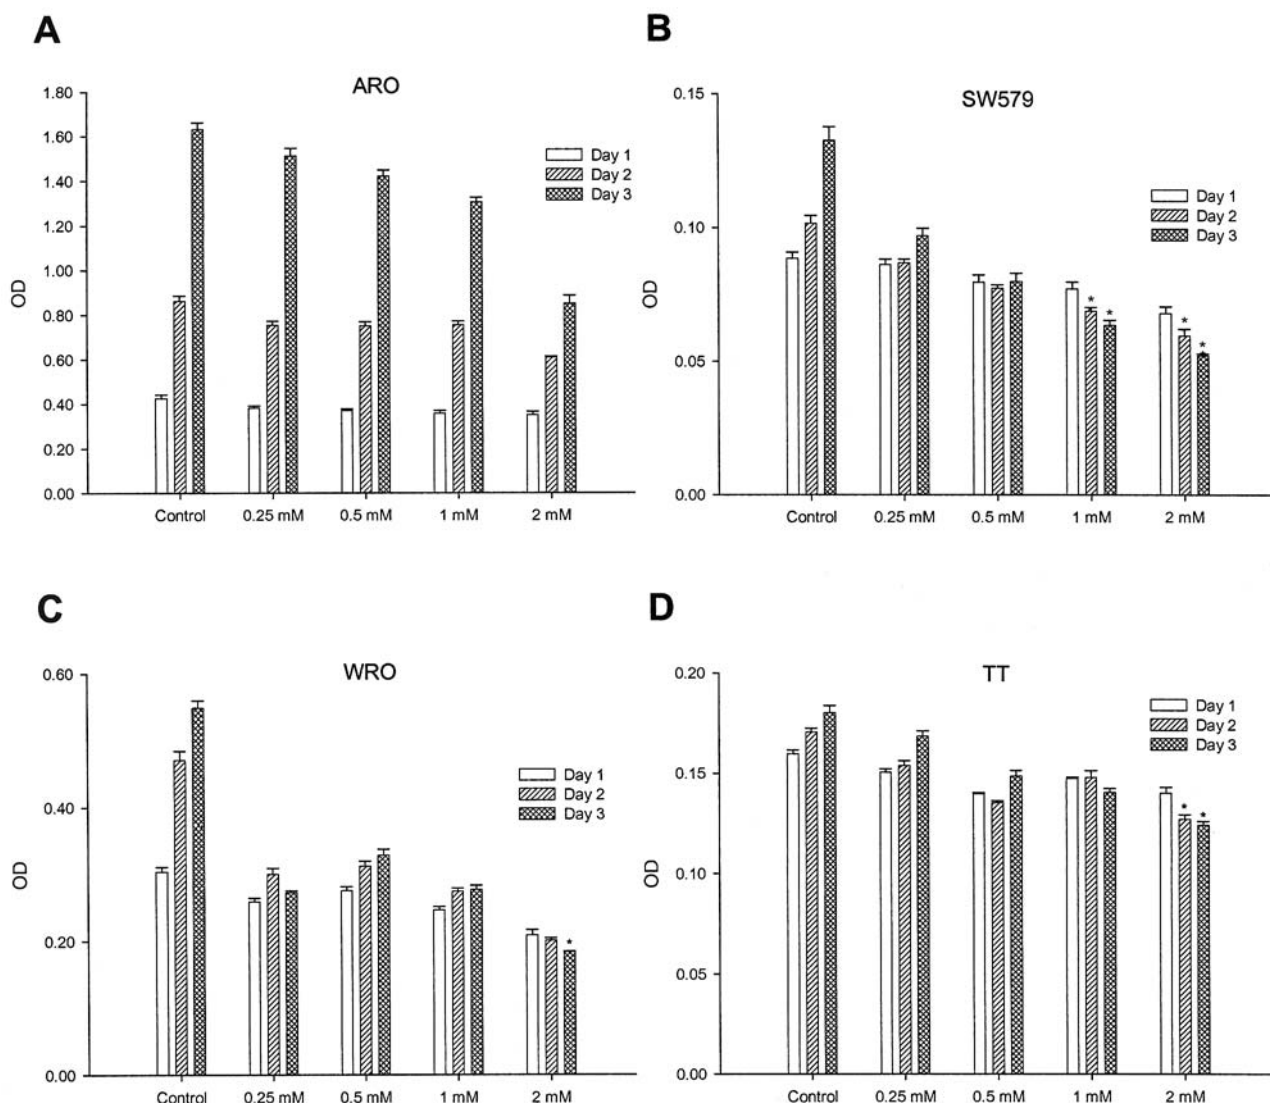 A
ARO
1.80
1.60
1.40
1.20
1.00
0.80
0.60
0.40
0.20
0.00
OD
Day 1
Day 2
Day 3
Control 0.25 mM 0.5 mM 1 mM 2 mM
B
SW579
0.15
0.10
0.05
0.00
OD
Day 1
Day 2
Day 3
* * * *
Control 0.25 mM 0.5 mM 1 mM 2 mM
C
WRO
0.60
0.40
0.20
0.00
OD
Day 1
Day 2
Day 3
*
Control 0.25 mM 0.5 mM 1 mM 2 mM
D
TT
0.20
0.15
0.10
0.05
0.00
OD
Day 1
Day 2
Day 3
* *
Control 0.25 mM 0.5 mM 1 mM 2 mM